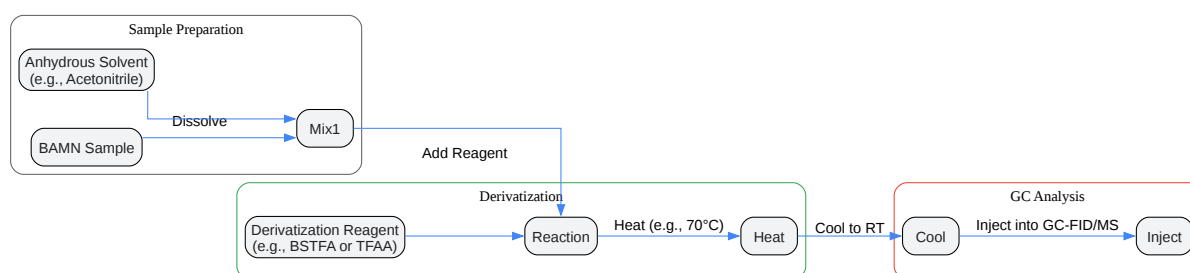 Sample Preparation
Anhydrous Solvent
(e.g., Acetonitrile)
Dissolve
Mix1
BAMN Sample
Add Reagent
Derivatization
Derivatization Reagent
(e.g., BSTFA or TFAA)
Reaction
Heat (e.g., 70°C)
Heat
Cool to RT
GC Analysis
Cool
Inject into GC-FID/MS
Inject